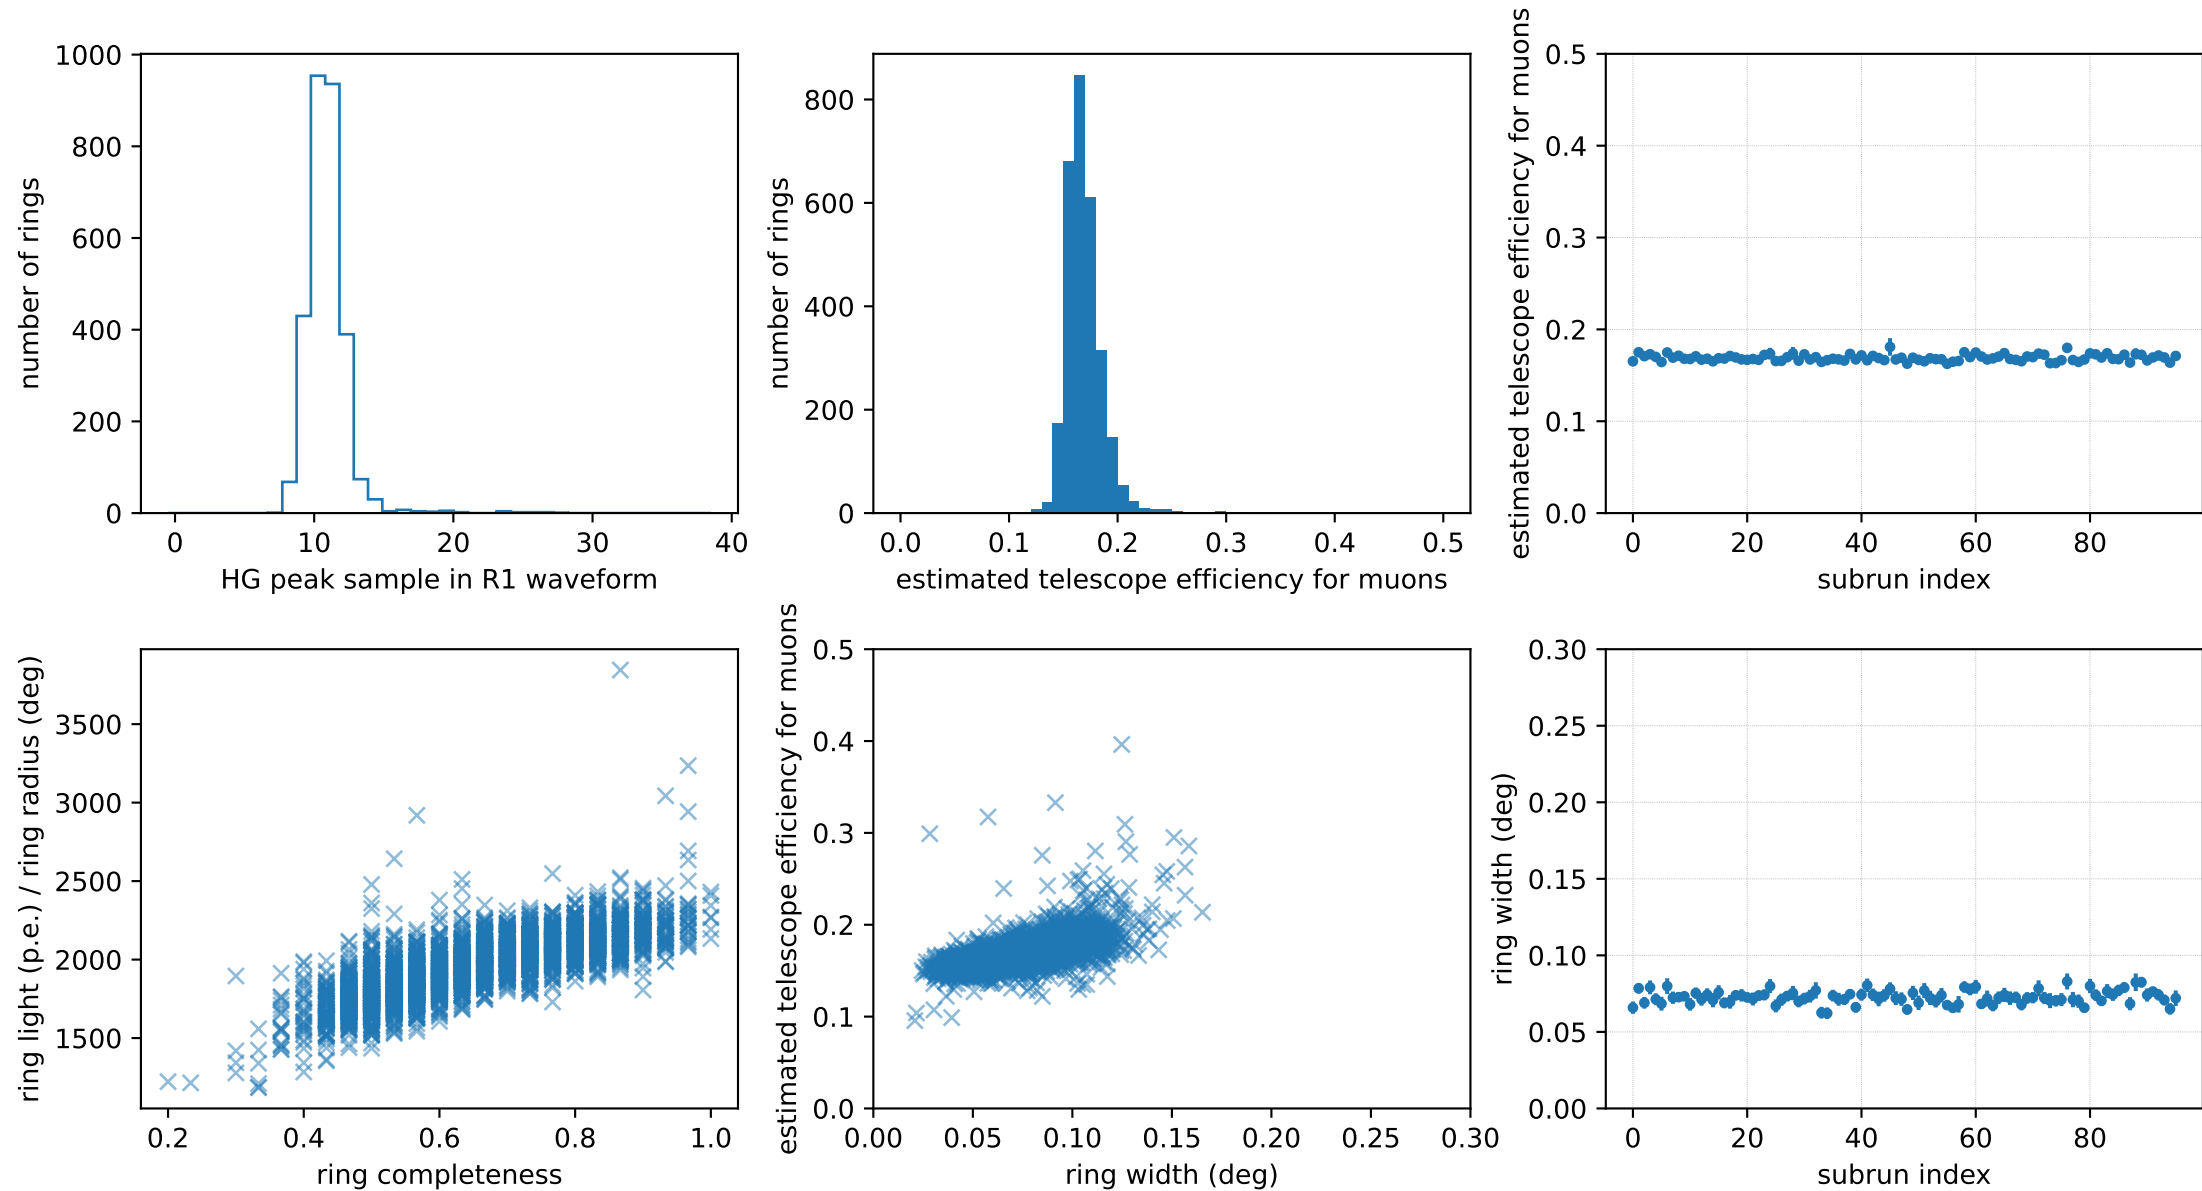 1000
800
600
400
200
0
number of rings
0 10 20 30 40
HG peak sample in R1 waveform
800
600
400
200
0
number of rings
0.0 0.1 0.2 0.3 0.4 0.5
estimated telescope efficiency for muons
0.5
0.4
0.3
0.2
0.1
0.0
estimated telescope efficiency for muons
0 20 40 60 80
subrun index
3500
3000
2500
2000
1500
ring light (p.e.) / ring radius (deg)
0.2 0.4 0.6 0.8 1.0
ring completeness
0.5
0.4
0.3
0.2
0.1
0.0
estimated telescope efficiency for muons
0.00 0.05 0.10 0.15 0.20 0.25 0.30
ring width (deg)
0.30
0.25
0.20
0.15
0.10
0.05
0.00
ring width (deg)
0 20 40 60 80
subrun index